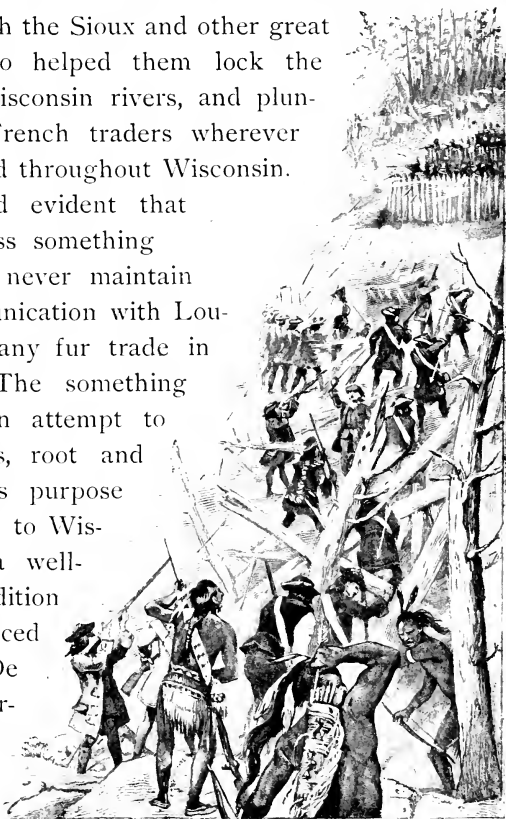 h the Sioux and other great
o helped them lock the
isconsin rivers, and plun-
French traders wherever
d throughout Wisconsin.
d evident that
ss something
never maintain
nication with Lou-
any fur trade in
The something
n attempt to
s, root and
s purpose
to Wis-
a well-
dition
ced
De
r-